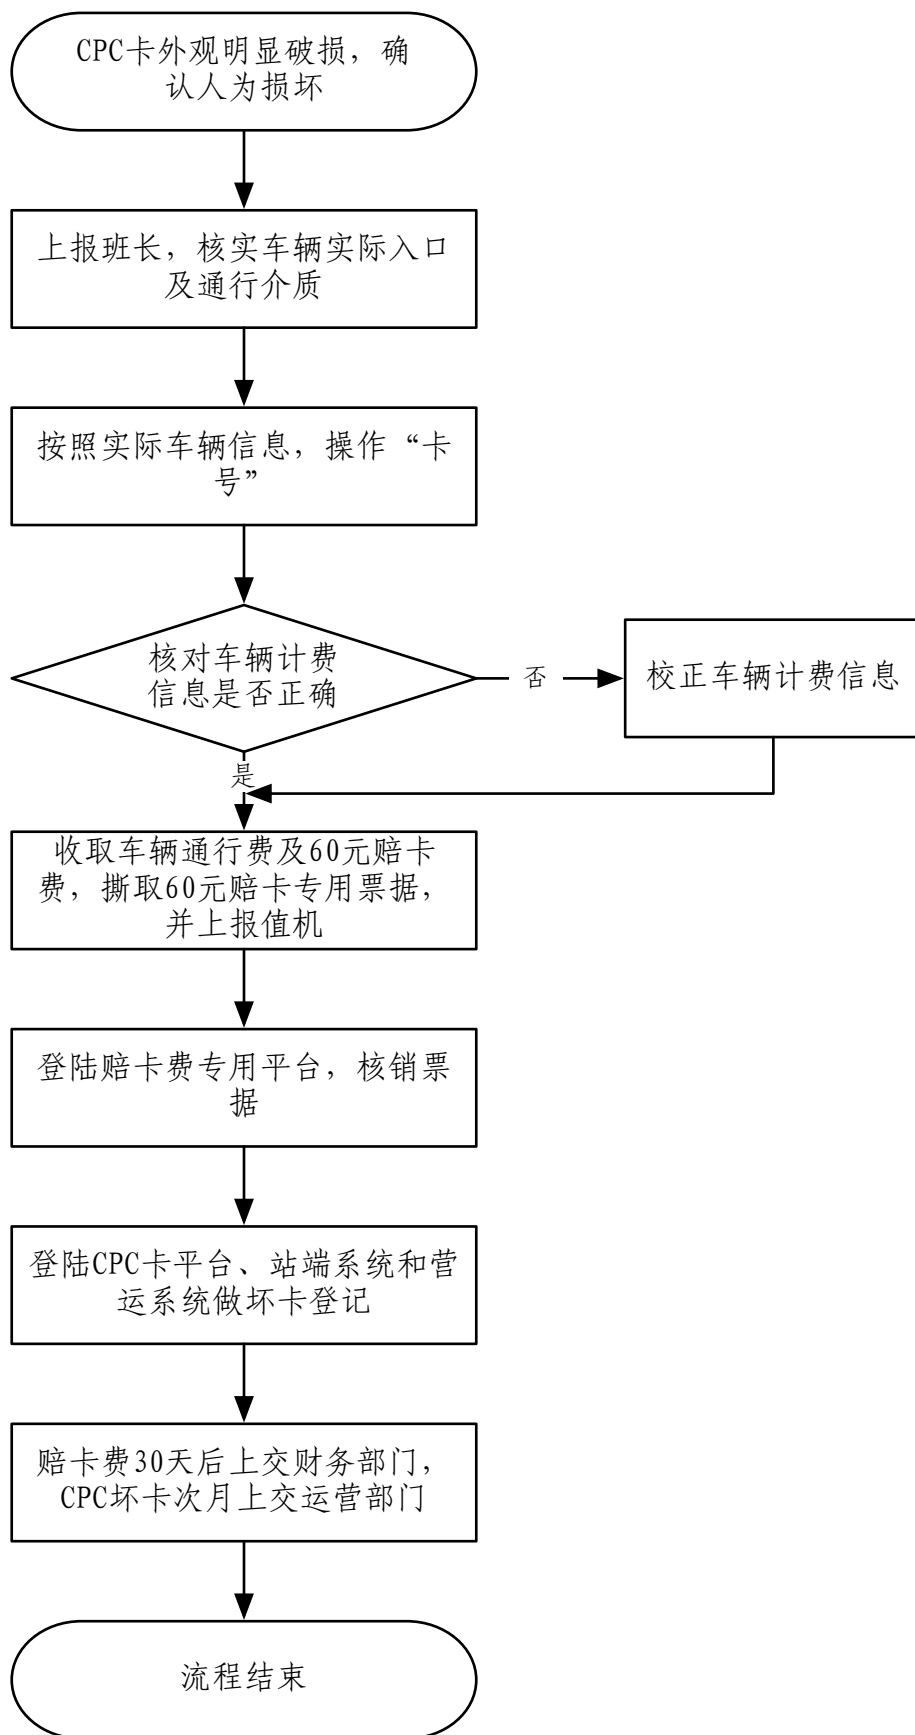 CPC卡外观明显破损，确
认人为损坏
上报班长，核实车辆实际入口
及通行介质
按照实际车辆信息，操作“卡
号”
核对车辆计费
信息是否正确
否
校正车辆计费信息
是
收取车辆通行费及60元赔卡
费，撕取60元赔卡专用票据，
并上报值机
登陆赔卡费专用平台，核销票
据
登陆CPC卡平台、站端系统和营
运系统做坏卡登记
赔卡费30天后上交财务部门，
CPC坏卡次月上交运营部门
流程结束